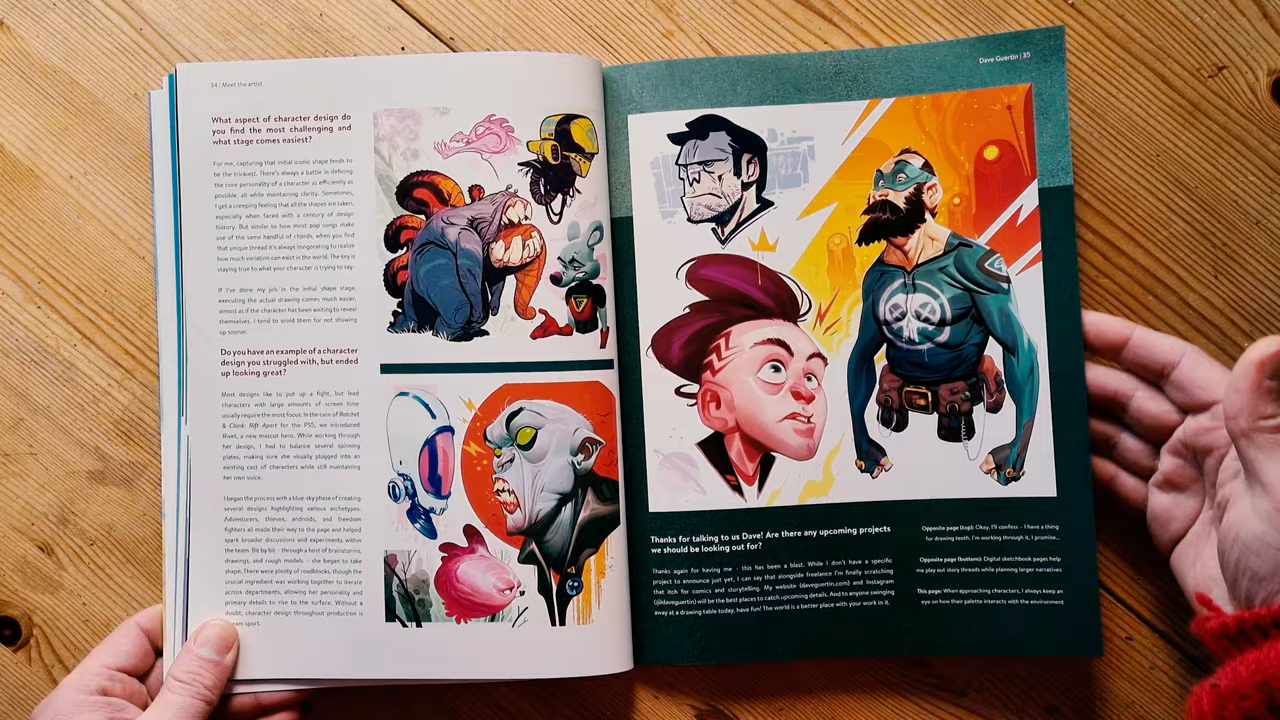 34 | Meet the artist
What aspect of character design do
you find the most challenging and
what stage comes easiest?
For me, capturing that initial iconic shape tends to
be the trickiest. There's always a battle in defining
the core personality of a character as efficiently as
possible, all while maintaining clarity. Sometimes,
I get a creeping feeling that all the shapes are taken,
especially when faced with a century of design
history. But similar to how most pop songs make
use of the same handful of chords, when you find
that unique thread it's always invigorating to realize
how much variation can exist in the world. The key is
staying true to what your character is trying to say.
If I've done my job in the initial shape stage,
executing the actual drawing comes much easier,
almost as if the character has been waiting to reveal
themselves. I tend to scold them for not showing
up sooner.
Do you have an example of a character
design you struggled with, but ended
up looking great?
Most designs like to put up a fight, but lead
characters with large amounts of screen time
usually require the most focus. In the case of Ratchet
& Clank: Rift Apart for the PS5, we introduced
Rivet, a new mascot hero. While working through
her design, I had to balance several spinning
plates, making sure she visually plugged into an
existing cast of characters while still maintaining
her own voice.
I began the process with a blue-sky phase of creating
several designs highlighting various archetypes.
Adventurers, thieves, androids, and freedom
fighters all made their way to the page and helped
spark broader discussions and experiments within
the team. Bit by bit – through a host of brainstorms,
drawings, and rough models – she began to take
shape. There were plenty of roadblocks, though the
crucial ingredient was working together to iterate
across departments, allowing her personality and
primary details to rise to the surface. Without a
doubt, character design throughout production is
sport.
Dave Guertin | 35
Thanks for talking to us Dave! Are there any upcoming projects
we should be looking out for?
Thanks again for having me – this has been a blast. While I don't have a specific
project to announce just yet, I can say that alongside freelance I'm finally scratching
that itch for comics and storytelling. My website (daveguertin.com) and Instagram
(@daveguertin) will be the best places to catch upcoming details. And to anyone swinging
away at a drawing table today, have fun! The world is a better place with your work in it.
Opposite page (top): Okay, I'll confess – I have a thing
for drawing teeth. I'm working through it, I promise...
Opposite page (bottom): Digital sketchbook pages help
me play out story threads while planning larger narratives
This page: When approaching characters, I always keep an
eye on how their palette interacts with the environment